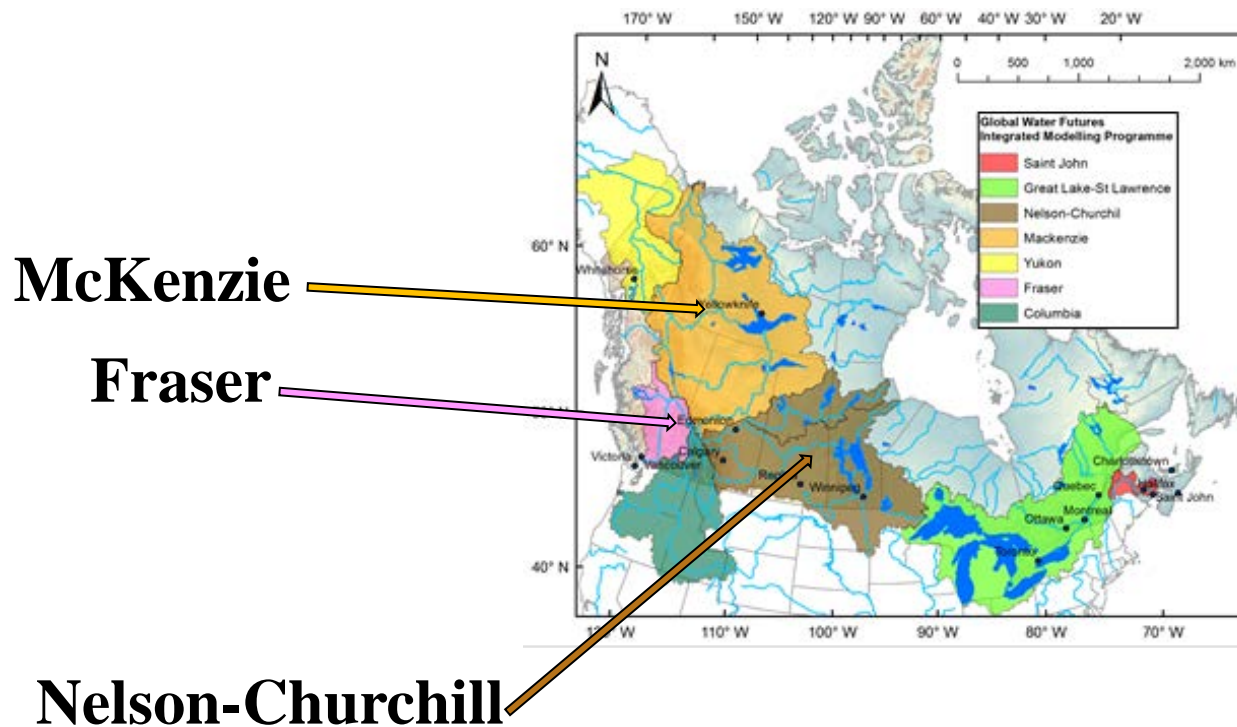 170° W 150° W 120° W 90° W 60° W 40° W 20° W
N
0 500 1,000 2,000 km
Global Water Futures
Integrated Modelling Programme
Saint John
Great Lake-St Lawrence
Nelson-Churchil
Mackenzie
Yukon
Fraser
Columbia
60° N
Whitehorse
McKenzie
Yellowknife
Fraser
Edmonton
Victoria
Vancouver
Calgary
Winnipeg
Charlottetown
Halifax
Quebec
Saint John
Ottawa
Montreal
Toronto
40° N
110° W 100° W 90° W 80° W 70° W
Nelson-Churchill